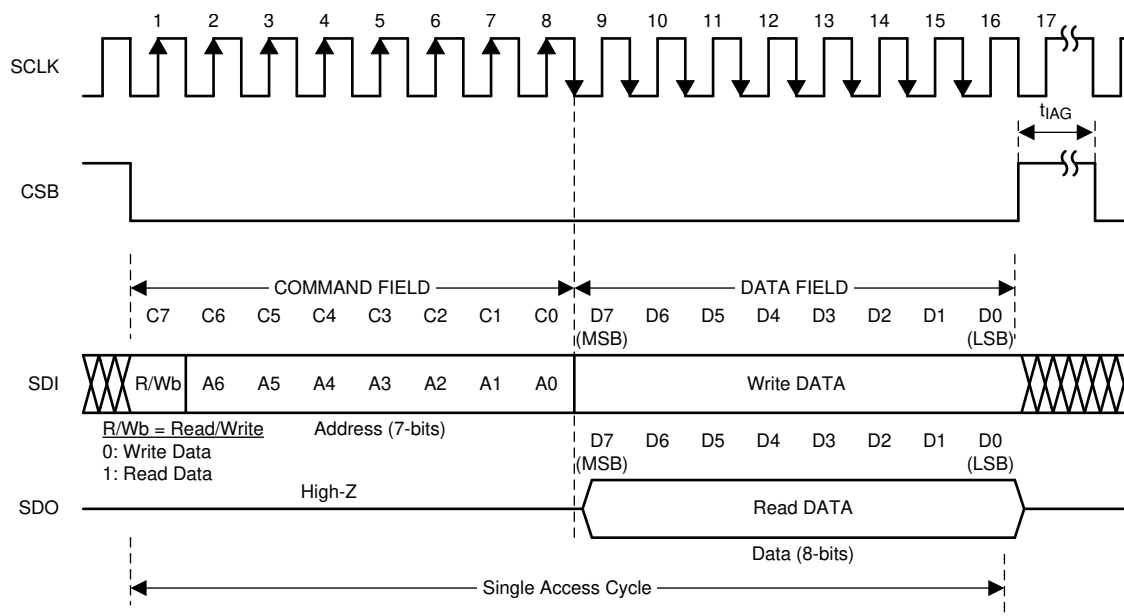 1 2 3 4 5 6 7 8 9 10 11 12 13 14 15 16 17
SCLK
tIAG
CSB
COMMAND FIELD DATA FIELD
C7 C6 C5 C4 C3 C2 C1 C0 D7 D6 D5 D4 D3 D2 D1 D0
(MSB) (LSB)
SDI R/Wb A6 A5 A4 A3 A2 A1 A0 Write DATA
R/Wb = Read/Write Address (7-bits) D7 D6 D5 D4 D3 D2 D1 D0
0: Write Data (MSB) (LSB)
1: Read Data
High-Z
SDO Read DATA
Data (8-bits)
Single Access Cycle